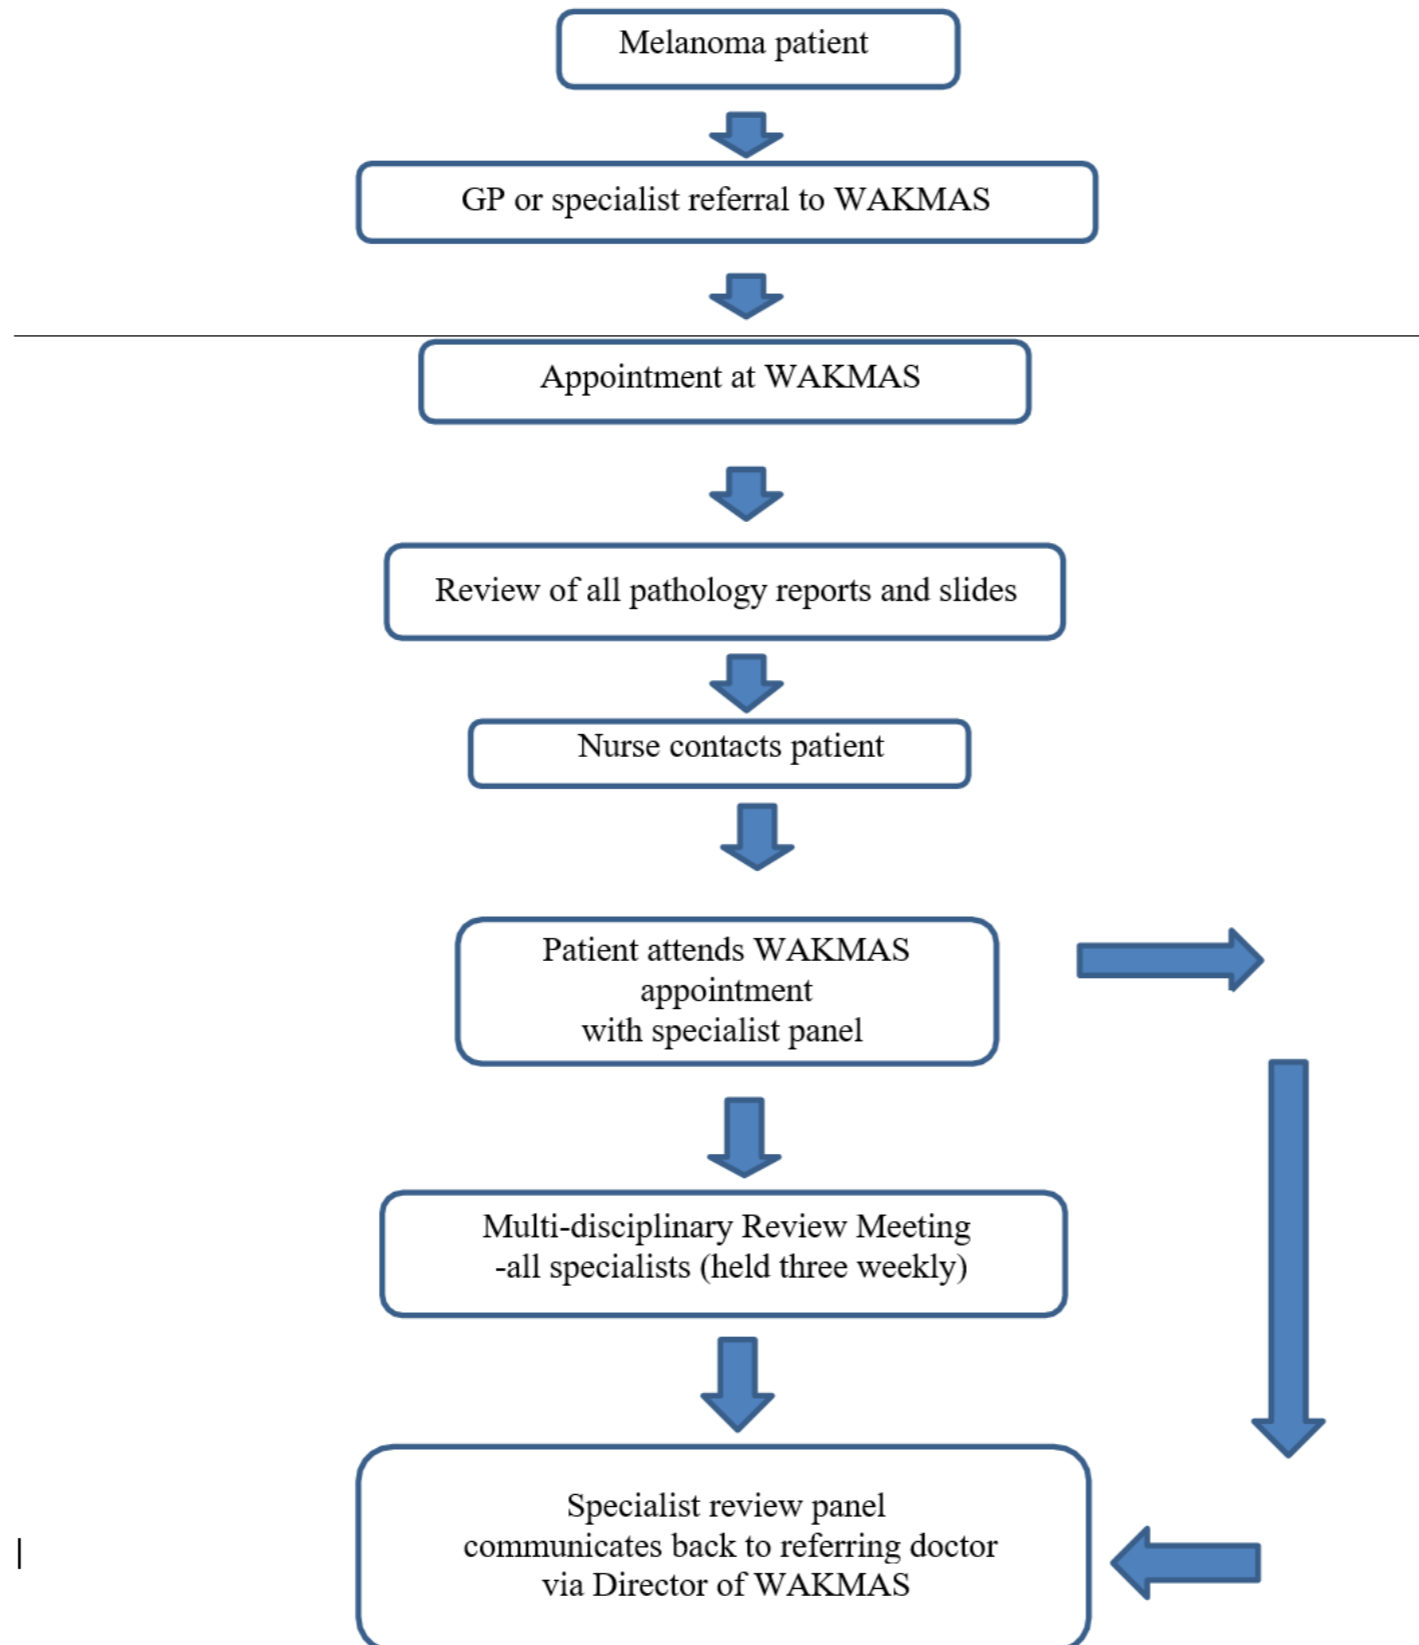 Melanoma patient
GP or specialist referral to WAKMAS
Appointment at WAKMAS
Review of all pathology reports and slides
Nurse contacts patient
Patient attends WAKMAS
appointment
with specialist panel
Multi-disciplinary Review Meeting
-all specialists (held three weekly)
Specialist review panel
communicates back to referring doctor
via Director of WAKMAS